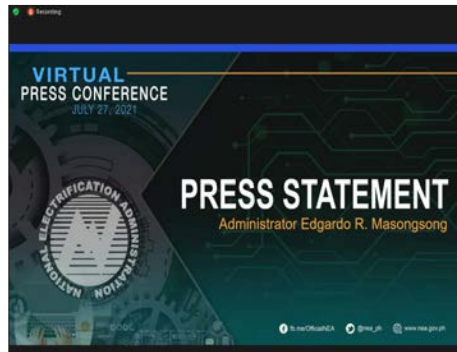 Recording
VIRTUAL
PRESS CONFERENCE
JULY 27, 2021
NATIONAL ELECTRIFICATION ADMINISTRATION
PRESS STATEMENT
Administrator Edgardo R. Masongsong
fb.me/OfficialNEA
@nea_ph
www.nea.gov.ph